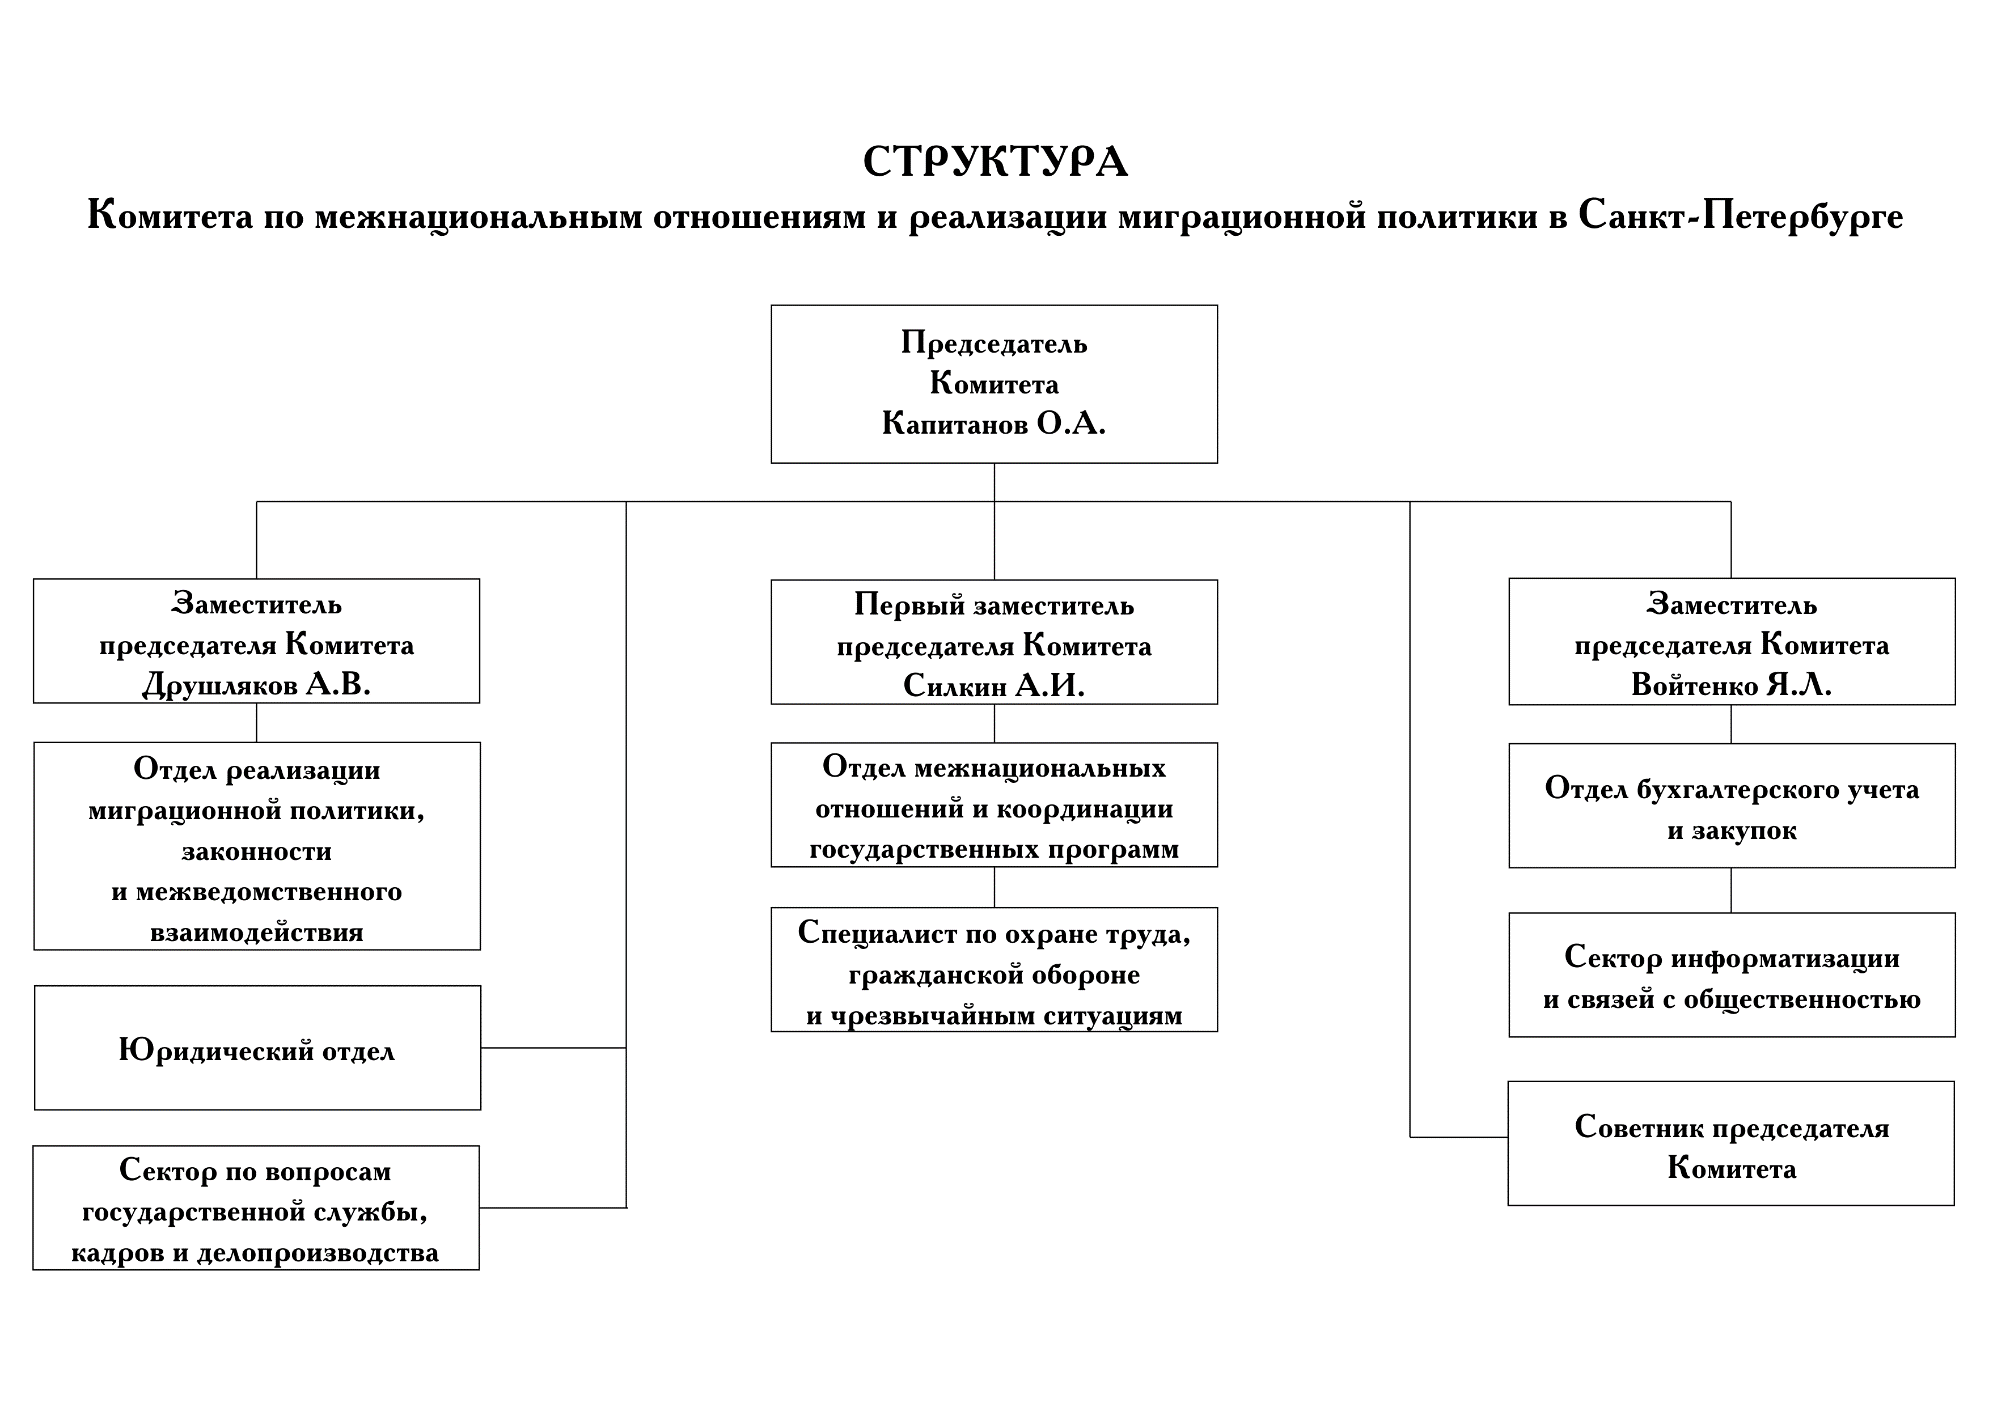 СТРУКТУРА
Комитета по межнациональным отношениям и реализации миграционной политики в Санкт-Петербурге
Председатель
Комитета
Капитанов О.А.
Заместитель
председателя Комитета
Друшляков А.В.
Первый заместитель
председателя Комитета
Силкин А.И.
Заместитель
председателя Комитета
Войтенко Я.Л.
Отдел реализации
миграционной политики,
законности
и межведомственного
взаимодействия
Отдел межнациональных
отношений и координации
государственных программ
Отдел бухгалтерского учета
и закупок
Специалист по охране труда,
гражданской обороне
и чрезвычайным ситуациям
Сектор информатизации
и связей с общественностью
Юридический отдел
Советник председателя
Комитета
Сектор по вопросам
государственной службы,
кадров и делопроизводства